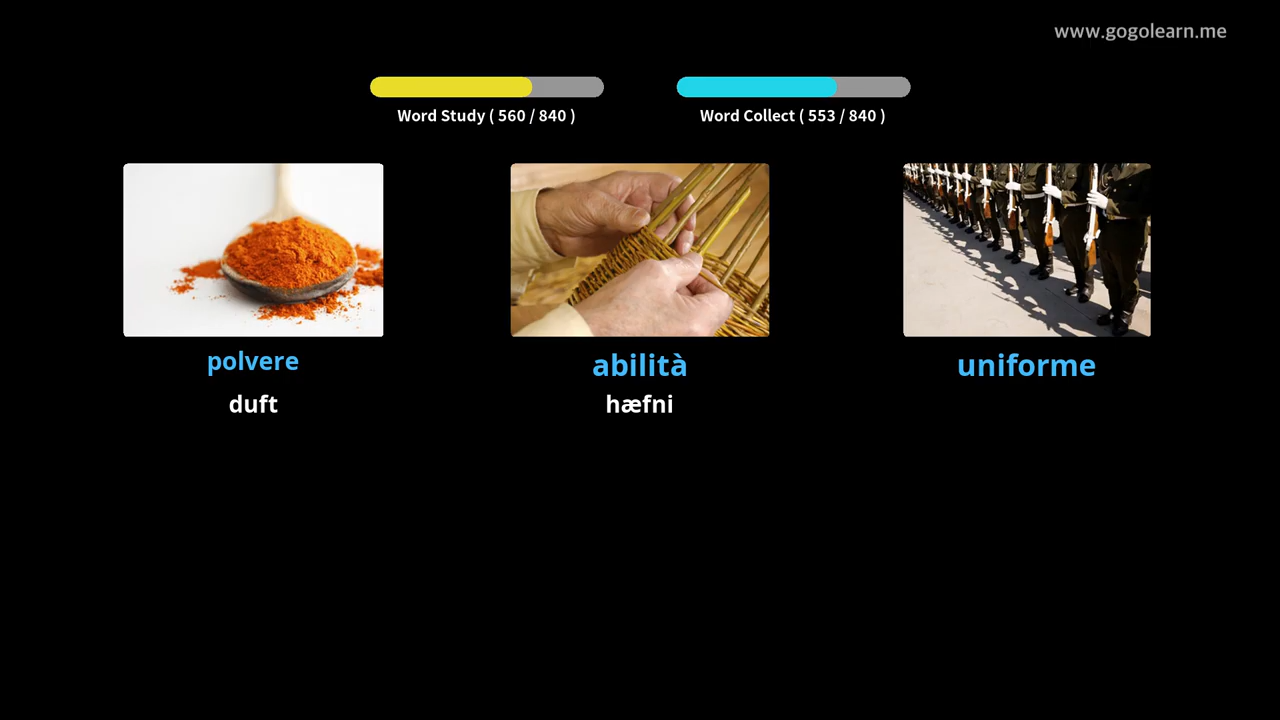 www.gogolearn.me
Word Study ( 560 / 840 )
Word Collect ( 553 / 840 )
polvere
duft
abilità
hæfni
uniforme